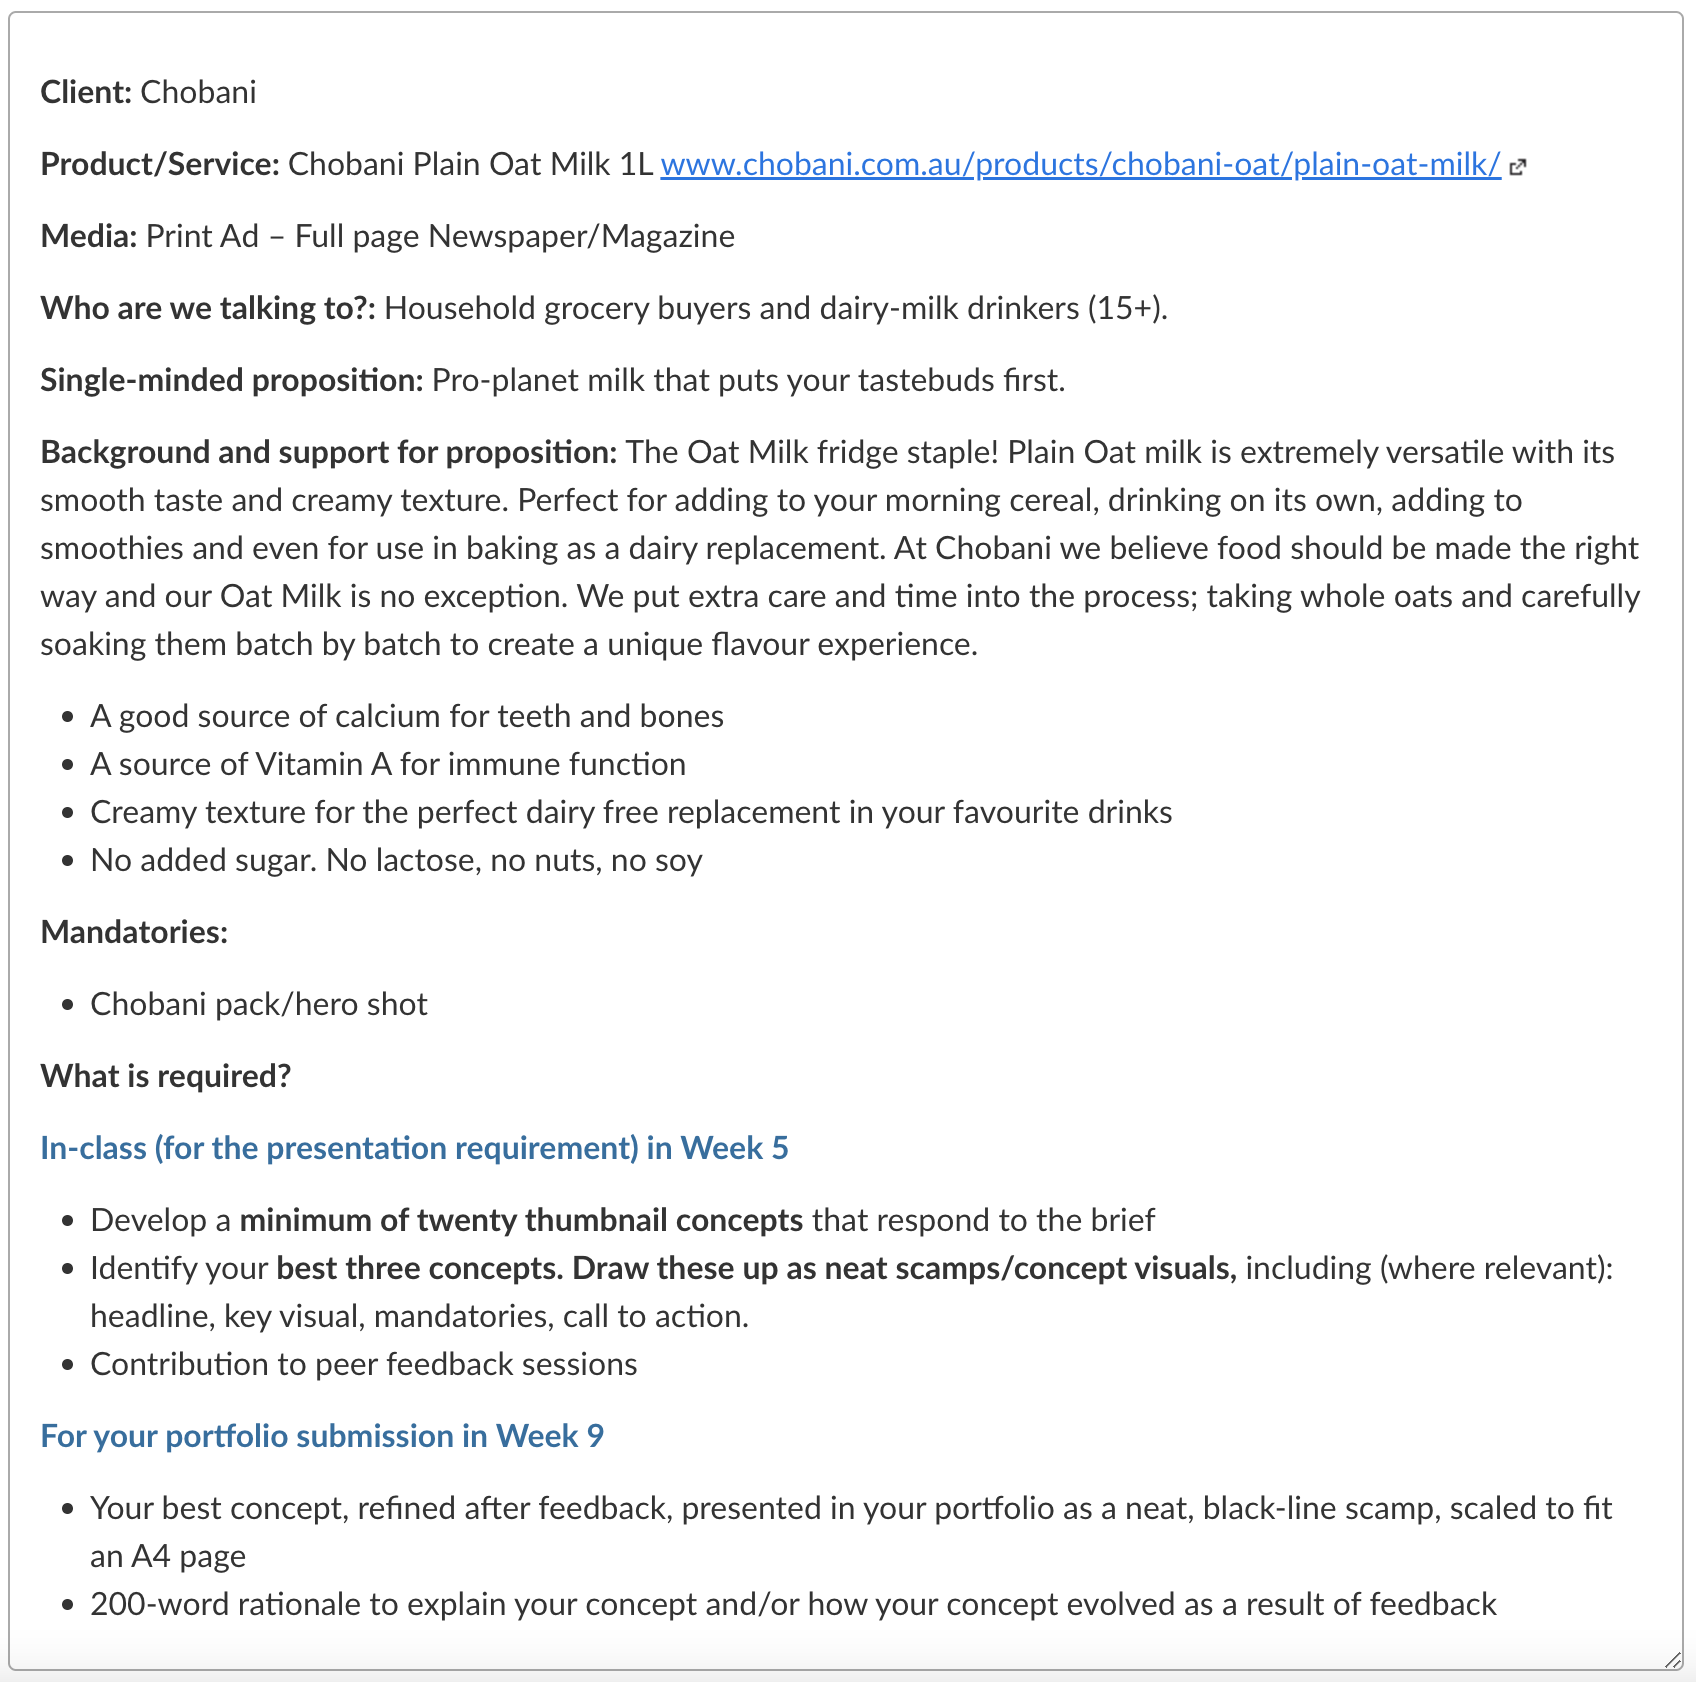 Client: Chobani
Product/Service: Chobani Plain Oat Milk 1L www.chobani.com.au/products/chobani-oat/plain-oat-milk/
Media: Print Ad – Full page Newspaper/Magazine
Who are we talking to?: Household grocery buyers and dairy-milk drinkers (15+).
Single-minded proposition: Pro-planet milk that puts your tastebuds first.
Background and support for proposition: The Oat Milk fridge staple! Plain Oat milk is extremely versatile with its
smooth taste and creamy texture. Perfect for adding to your morning cereal, drinking on its own, adding to
smoothies and even for use in baking as a dairy replacement. At Chobani we believe food should be made the right
way and our Oat Milk is no exception. We put extra care and time into the process; taking whole oats and carefully
soaking them batch by batch to create a unique flavour experience.
• A good source of calcium for teeth and bones
• A source of Vitamin A for immune function
• Creamy texture for the perfect dairy free replacement in your favourite drinks
• No added sugar. No lactose, no nuts, no soy
Mandatories:
• Chobani pack/hero shot
What is required?
In-class (for the presentation requirement) in Week 5
• Develop a minimum of twenty thumbnail concepts that respond to the brief
• Identify your best three concepts. Draw these up as neat scamps/concept visuals, including (where relevant):
headline, key visual, mandatories, call to action.
• Contribution to peer feedback sessions
For your portfolio submission in Week 9
• Your best concept, refined after feedback, presented in your portfolio as a neat, black-line scamp, scaled to fit
an A4 page
• 200-word rationale to explain your concept and/or how your concept evolved as a result of feedback